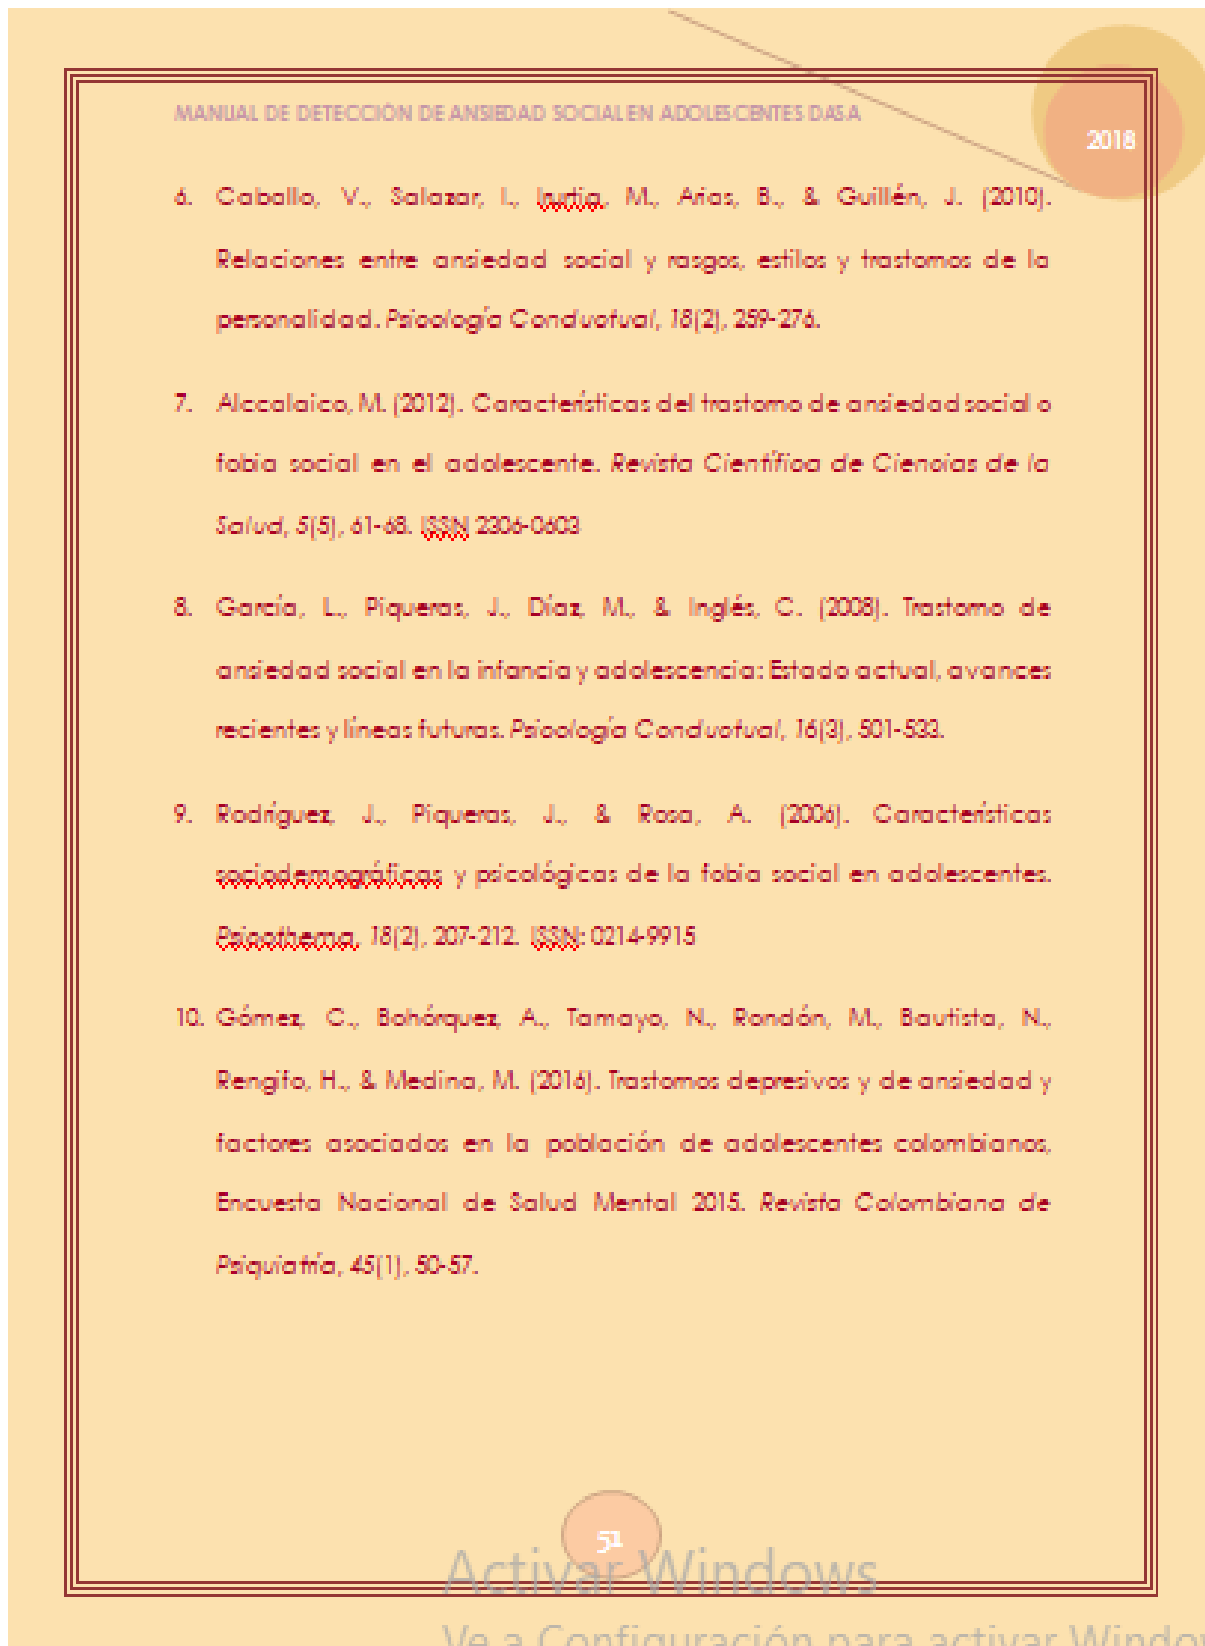 MANUAL DE DETECCIÓN DE ANSIEDAD SOCIAL EN ADOLESCENTES DASA
2018
6. Caballo, V., Salazar, I., Irurtia, M., Arias, B., & Guillén, J. (2010).
Relaciones entre ansiedad social y rasgos, estilos y trastornos de la
personalidad. Psicología Conductual, 18(2), 259-276.
7. Alccalaico, M. (2012). Características del trastorno de ansiedad social o
fobia social en el adolescente. Revista Científica de Ciencias de la
Salud, 5(5), 61-68. ISSN 2306-0603
8. García, L., Piqueras, J., Díaz, M., & Inglés, C. (2008). Trastorno de
ansiedad social en la infancia y adolescencia: Estado actual, avances
recientes y líneas futuras. Psicología Conductual, 16(3), 501-533.
9. Rodríguez, J., Piqueras, J., & Rosa, A. (2006). Características
sociodemográficas y psicológicas de la fobia social en adolescentes.
Psicothema, 18(2), 207-212. ISSN: 0214-9915
10. Gómez, C., Bohórquez, A., Tamayo, N., Rondón, M., Bautista, N.,
Rengifo, H., & Medina, M. (2016). Trastornos depresivos y de ansiedad y
factores asociados en la población de adolescentes colombianos,
Encuesta Nacional de Salud Mental 2015. Revista Colombiana de
Psiquiatría, 45(1), 50-57.
51
Activar Windows
Ve a Configuración para activar Window